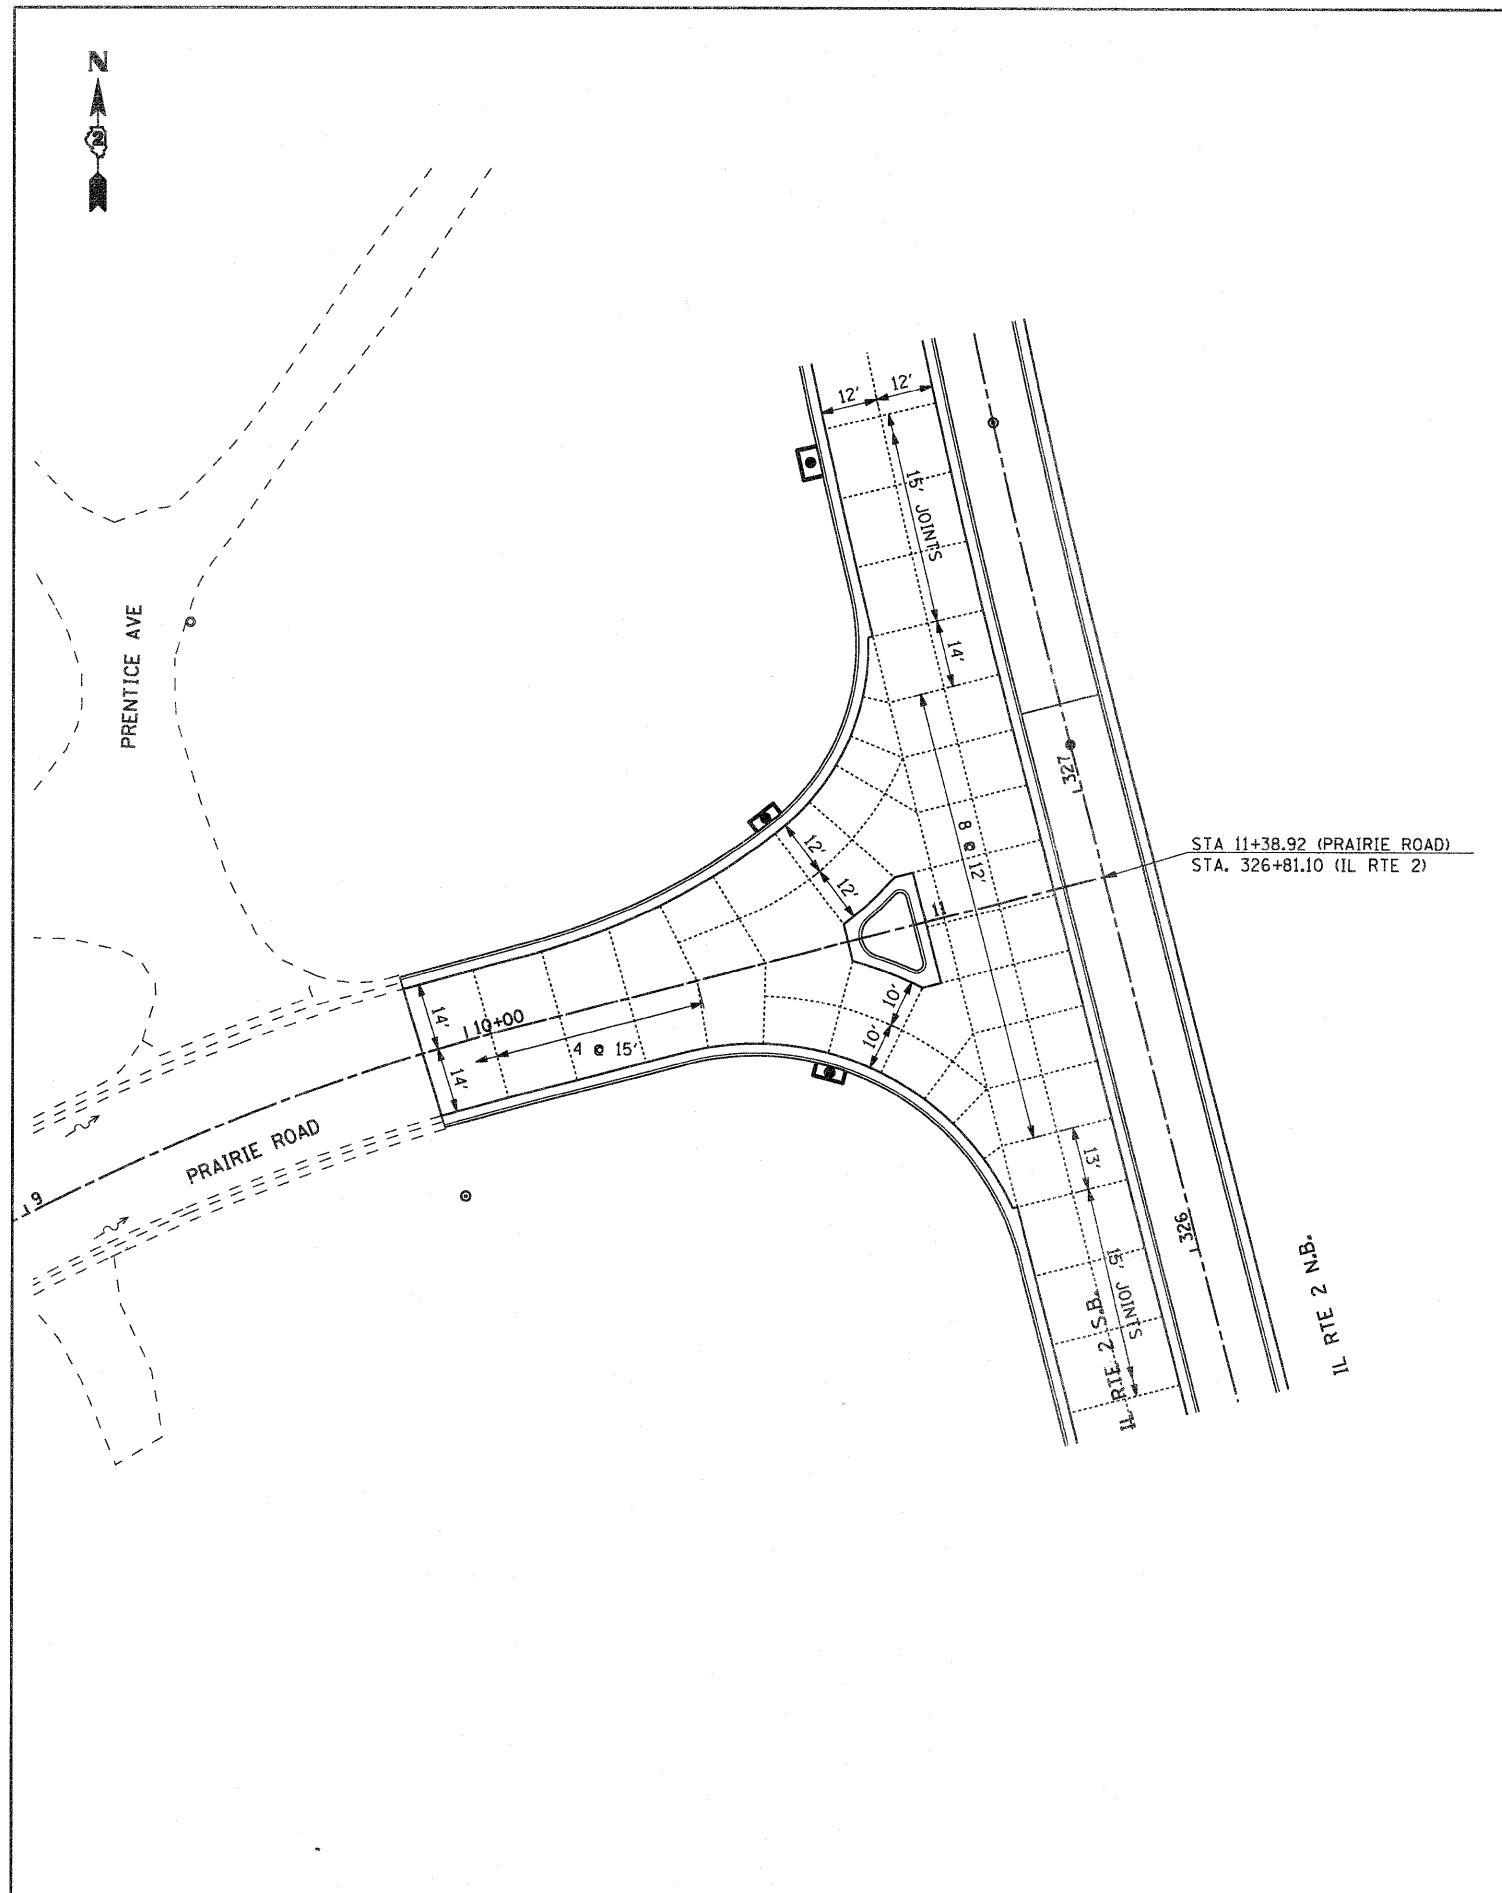 N
2
12'
12'
15' JOINTS
14'
PRENTICE AVE
327
8 @ 12'
STA 11+38.92 (PRAIRIE ROAD)
STA. 326+81.10 (IL RTE 2)
12'
12'
11
10'
10'
14'
10+00
4 @ 15'
14'
PRAIRIE ROAD
9
13'
326
15' JOINTS
IL RTE 2 S.B.
IL RTE 2 N.B.